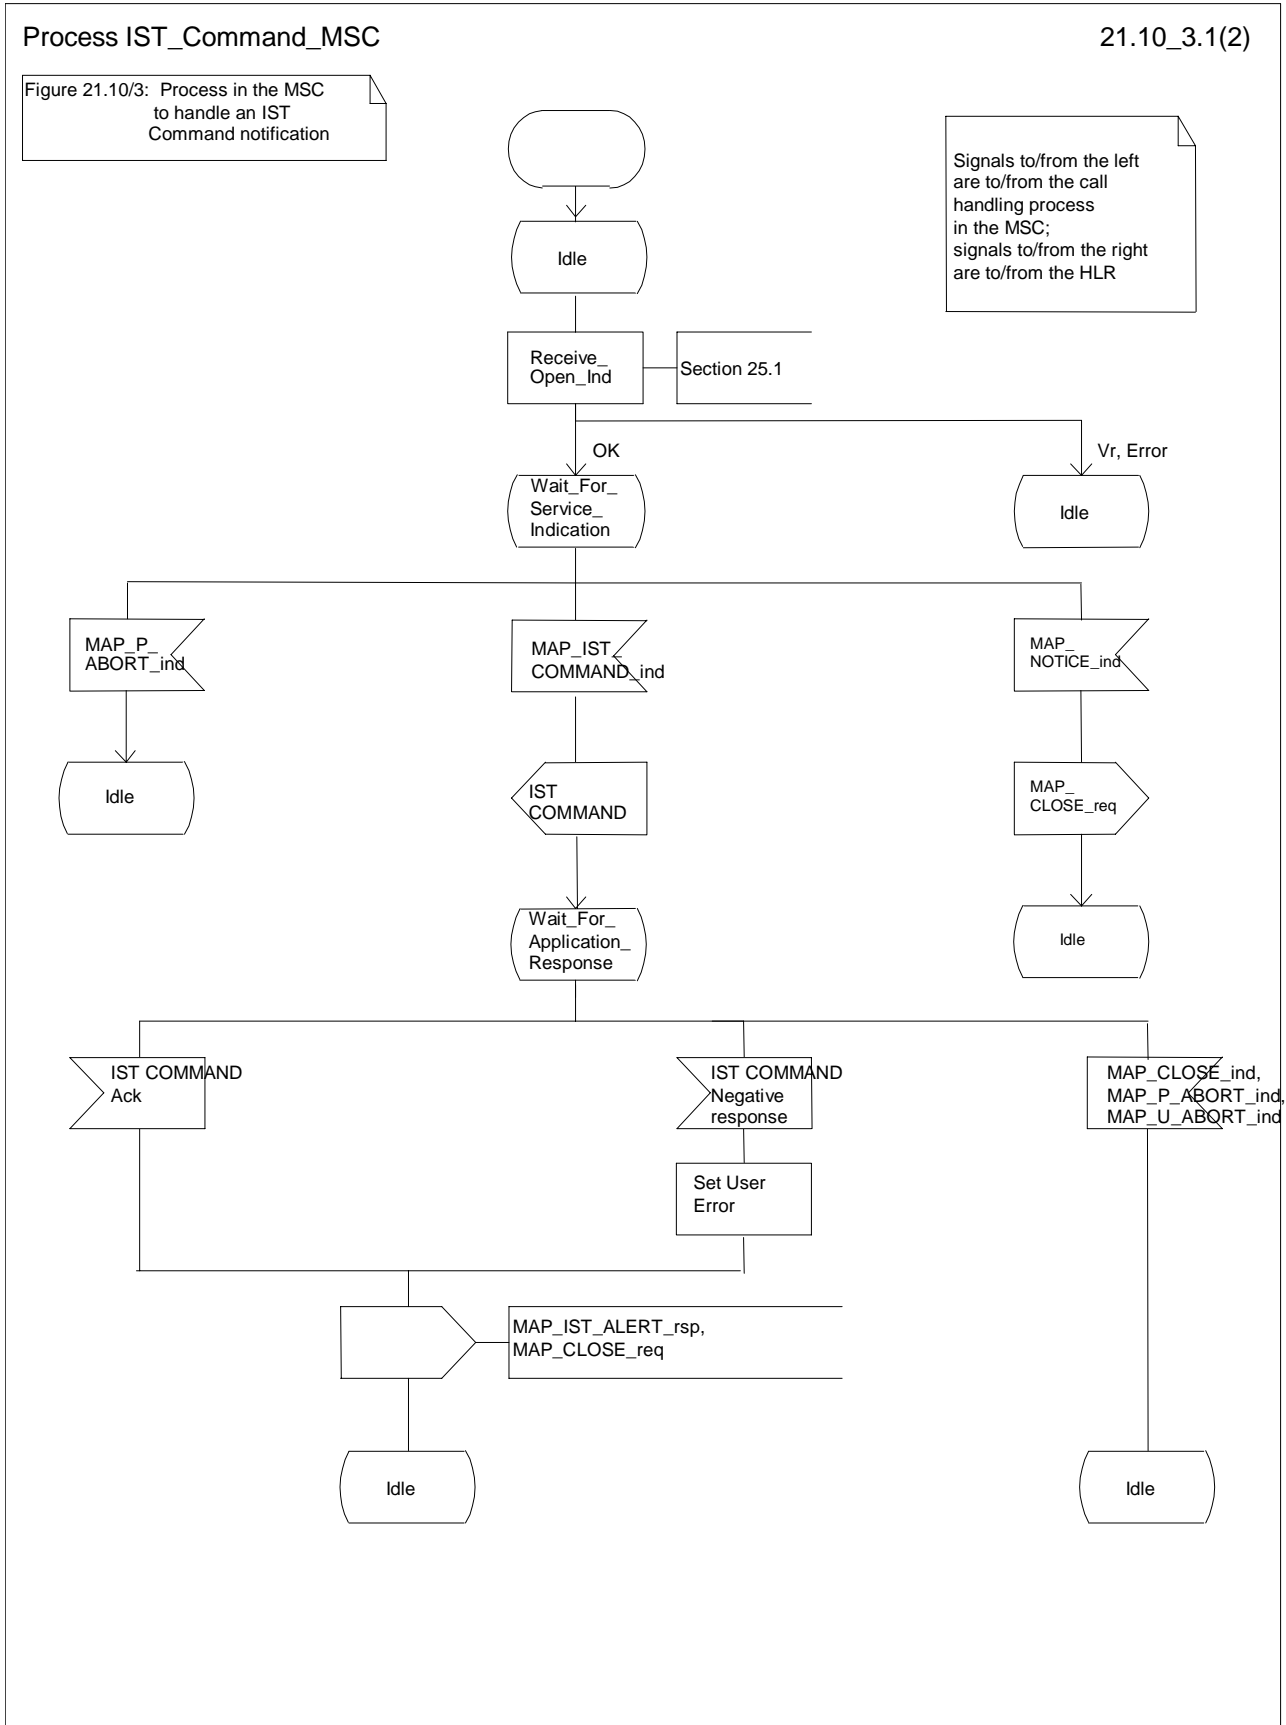 Process IST_Command_MSC
21.10_3.1(2)
Figure 21.10/3: Process in the MSC
to handle an IST
Command notification
Signals to/from the left
are to/from the call
handling process
in the MSC;
signals to/from the right
are to/from the HLR
Idle
Receive_
Open_Ind
Section 25.1
OK
Vr, Error
Wait_For_
Service_
Indication
Idle
MAP_P_
ABORT_ind
MAP_IST_
COMMAND_ind
MAP_
NOTICE_ind
Idle
IST
COMMAND
MAP_
CLOSE_req
Wait_For_
Application_
Response
Idle
IST COMMAND
Ack
IST COMMAND
Negative
response
MAP_CLOSE_ind,
MAP_P_ABORT_ind,
MAP_U_ABORT_ind
Set User
Error
MAP_IST_ALERT_rsp,
MAP_CLOSE_req
Idle
Idle